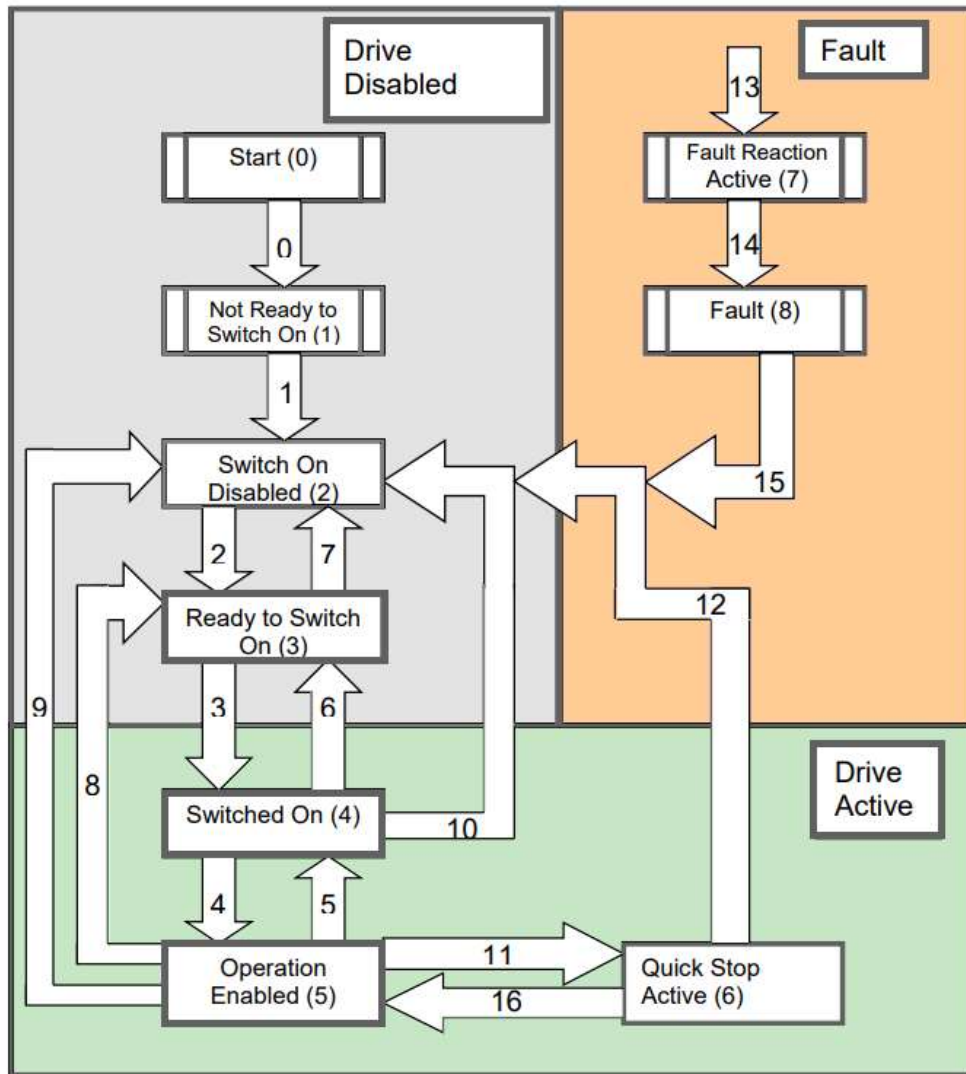 Drive
Disabled
Fault
13
Start (0)
Fault Reaction
Active (7)
0
14
Not Ready to
Switch On (1)
Fault (8)
1
Switch On
Disabled (2)
15
2
7
Ready to Switch
On (3)
12
9
3
6
8
Drive
Active
Switched On (4)
10
4
5
11
Operation
Enabled (5)
Quick Stop
Active (6)
16